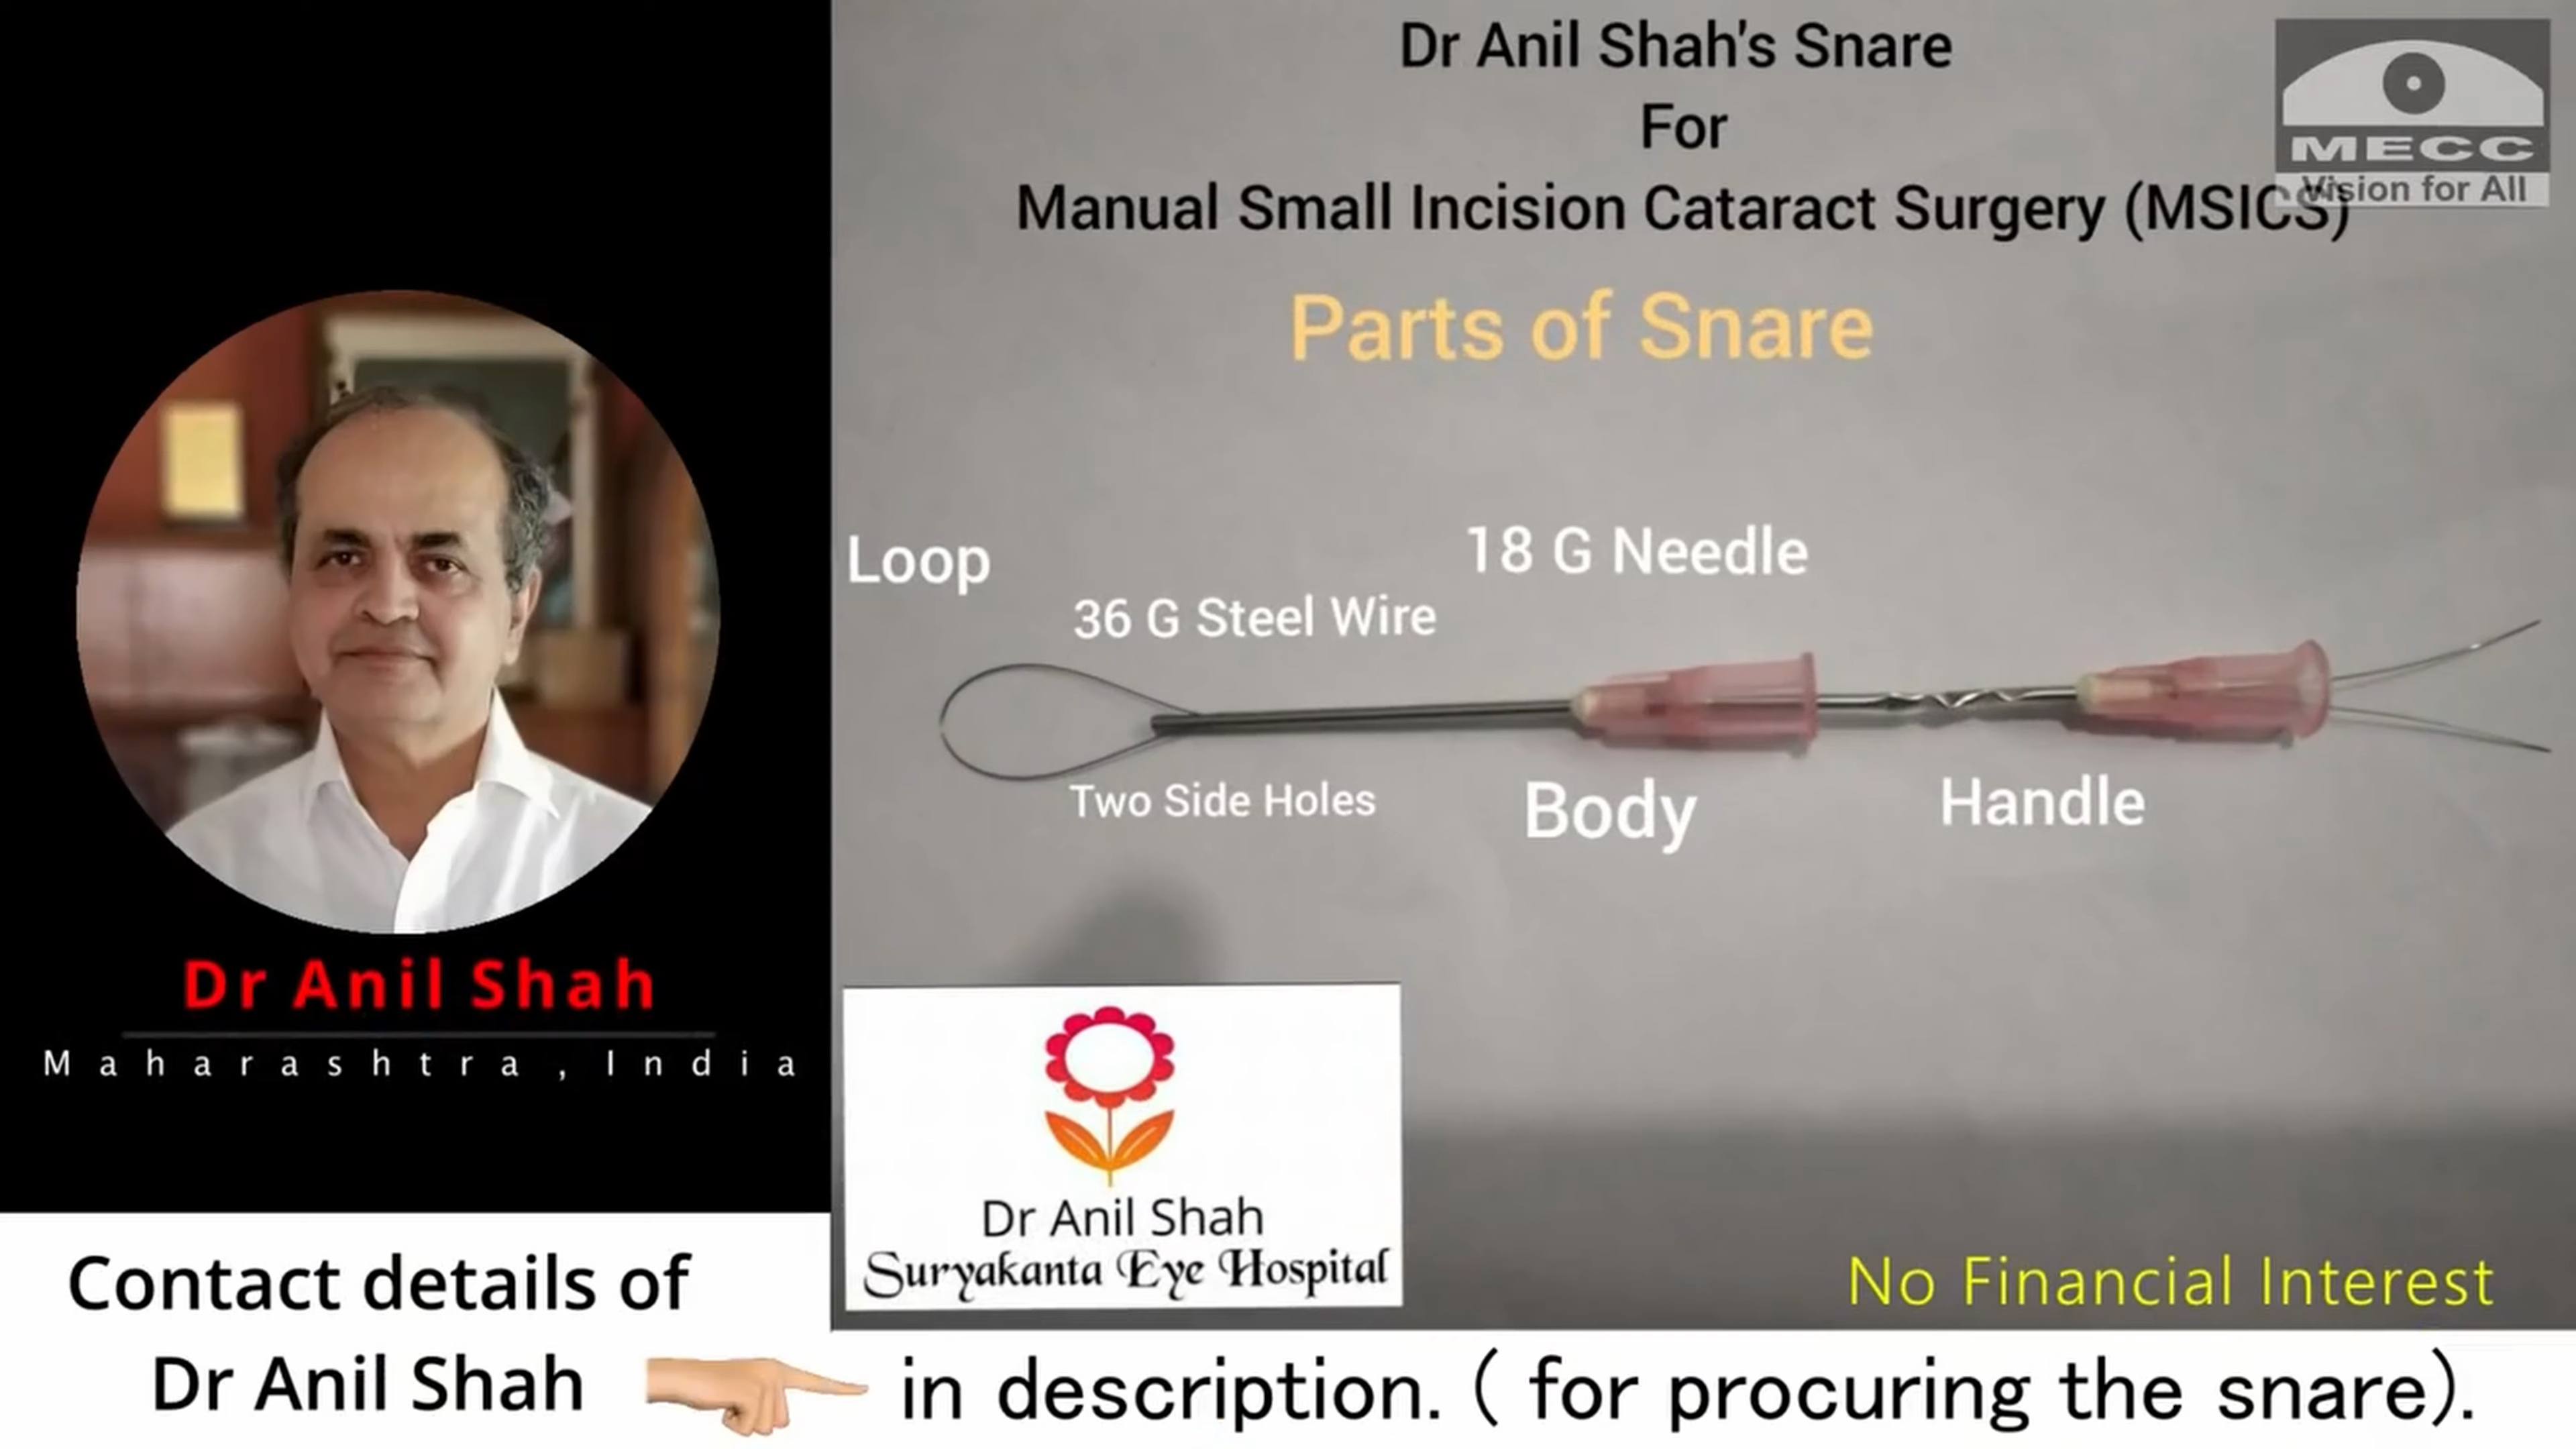 Dr Anil Shah's Snare
For
Manual Small Incision Cataract Surgery (MSICS)
MECC
Vision for All
Parts of Snare
Loop
18 G Needle
36 G Steel Wire
Two Side Holes
Body
Handle
Dr Anil Shah
Maharashtra, India
Dr Anil Shah
Suryakanta Eye Hospital
No Financial Interest
Contact details of
Dr Anil Shah
in description. ( for procuring the snare).